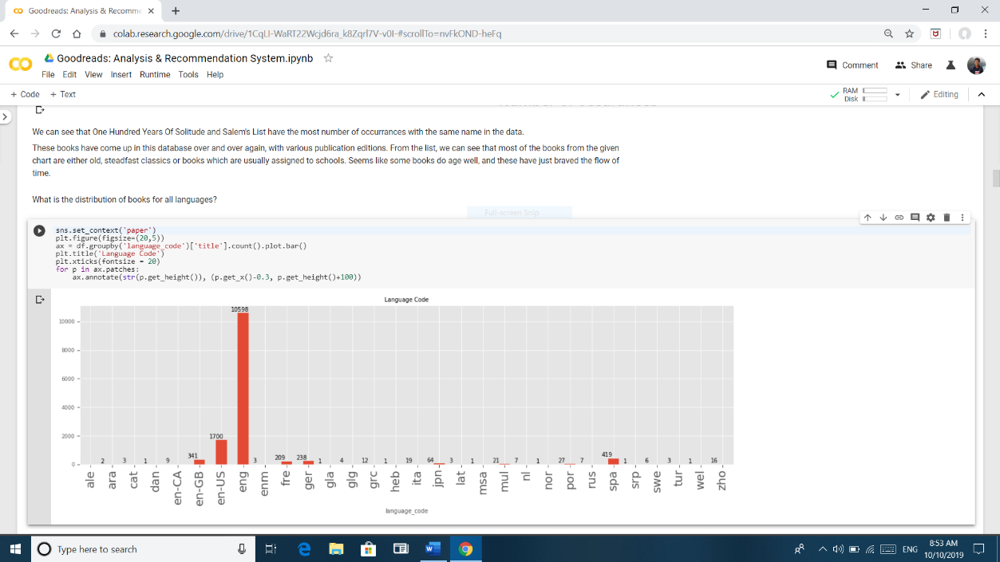 Goodreads: Analysis & Recomme
colab.research.google.com/drive/1CqLI-WaRT22Wcjd6ra_k8Zqrl7V-v0I-#scrollTo=nvFkOND-heFq
Goodreads: Analysis & Recommendation System.ipynb
Comment Share
File Edit View Insert Runtime Tools Help
+ Code + Text
RAM
Disk
Editing
We can see that One Hundred Years Of Solitude and Salem's List have the most number of occurrances with the same name in the data.
These books have come up in this database over and over again, with various publication editions. From the list, we can see that most of the books from the given
chart are either old, steadfast classics or books which are usually assigned to schools. Seems like some books do age well, and these have just braved the flow of
time.
What is the distribution of books for all languages?
Full-screen Snip
sns.set_context('paper')
plt.figure(figsize=(20,5))
ax = df.groupby('language_code')['title'].count().plot.bar()
plt.title('Language Code')
plt.xticks(fontsize = 20)
for p in ax.patches:
ax.annotate(str(p.get_height()), (p.get_x()-0.3, p.get_height()+100))
Language Code
10598
10000
8000
6000
4000
2000
1700
0
2 3 1 9 341 3 209 238 1 4 12 1 19 64 3 1 21 7 1 27 7 419 1 6 3 1 16
ale ara cat dan en-CA en-GB en-US eng enm fre ger gla glg grc heb ita jpn lat msa mul nl nor por rus spa srp swe tur wel zho
language_code
Type here to search
ENG
8:53 AM
10/10/2019